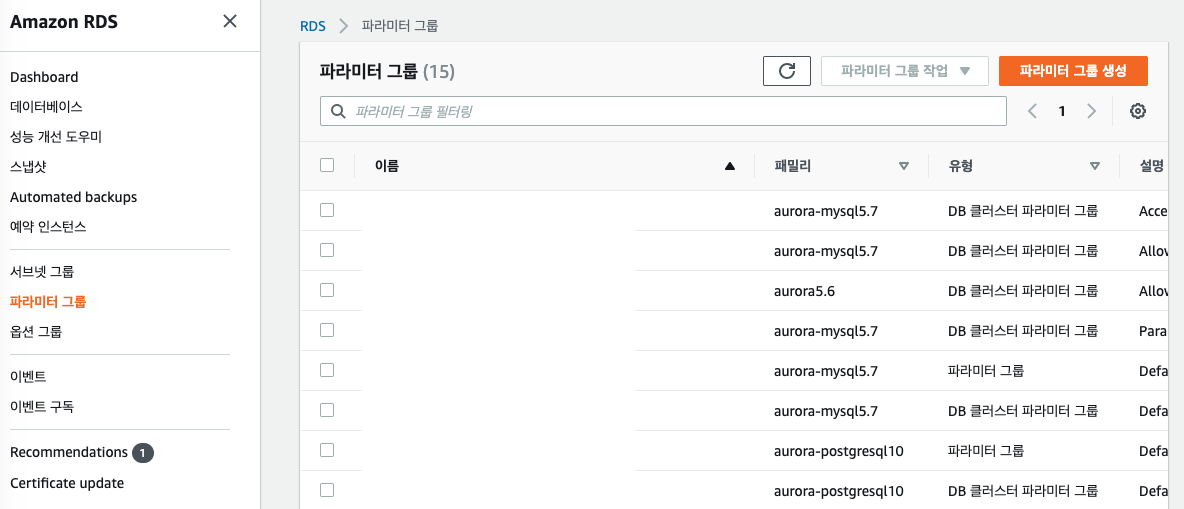 Amazon RDS
Dashboard
데이터베이스
성능 개선 도우미
스냅샷
Automated backups
예약 인스턴스
서브넷 그룹
파라미터 그룹
옵션 그룹
이벤트
이벤트 구독
Recommendations 1
Certificate update
RDS > 파라미터 그룹
파라미터 그룹 (15)
파라미터 그룹 작업
파라미터 그룹 생성
파라미터 그룹 필터링
1
이름 패밀리 유형 설명
aurora-mysql5.7 DB 클러스터 파라미터 그룹 Acce
aurora-mysql5.7 DB 클러스터 파라미터 그룹 Allow
aurora5.6 DB 클러스터 파라미터 그룹 Allow
aurora-mysql5.7 DB 클러스터 파라미터 그룹 Para
aurora-mysql5.7 파라미터 그룹 Defa
aurora-mysql5.7 DB 클러스터 파라미터 그룹 Defa
aurora-postgresql10 파라미터 그룹 Defa
aurora-postgresql10 DB 클러스터 파라미터 그룹 Defa